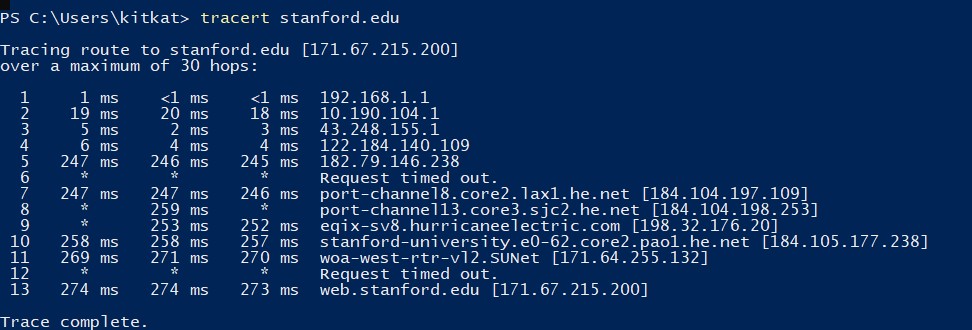 PS C:\Users\kitkat> tracert stanford.edu
Tracing route to stanford.edu [171.67.215.200]
over a maximum of 30 hops:
1 1 ms <1 ms <1 ms 192.168.1.1
2 19 ms 20 ms 18 ms 10.190.104.1
3 5 ms 2 ms 3 ms 43.248.155.1
4 6 ms 4 ms 4 ms 122.184.140.109
5 247 ms 246 ms 245 ms 182.79.146.238
6 * * * Request timed out.
7 247 ms 247 ms 246 ms port-channel8.core2.lax1.he.net [184.104.197.109]
8 * 259 ms * port-channel13.core3.sjc2.he.net [184.104.198.253]
9 * 253 ms 252 ms eqix-sv8.hurricaneelectric.com [198.32.176.20]
10 258 ms 258 ms 257 ms stanford-university.e0-62.core2.pao1.he.net [184.105.177.238]
11 269 ms 271 ms 270 ms woa-west-rtr-vl2.SUNet [171.64.255.132]
12 * * * Request timed out.
13 274 ms 274 ms 273 ms web.stanford.edu [171.67.215.200]
Trace complete.